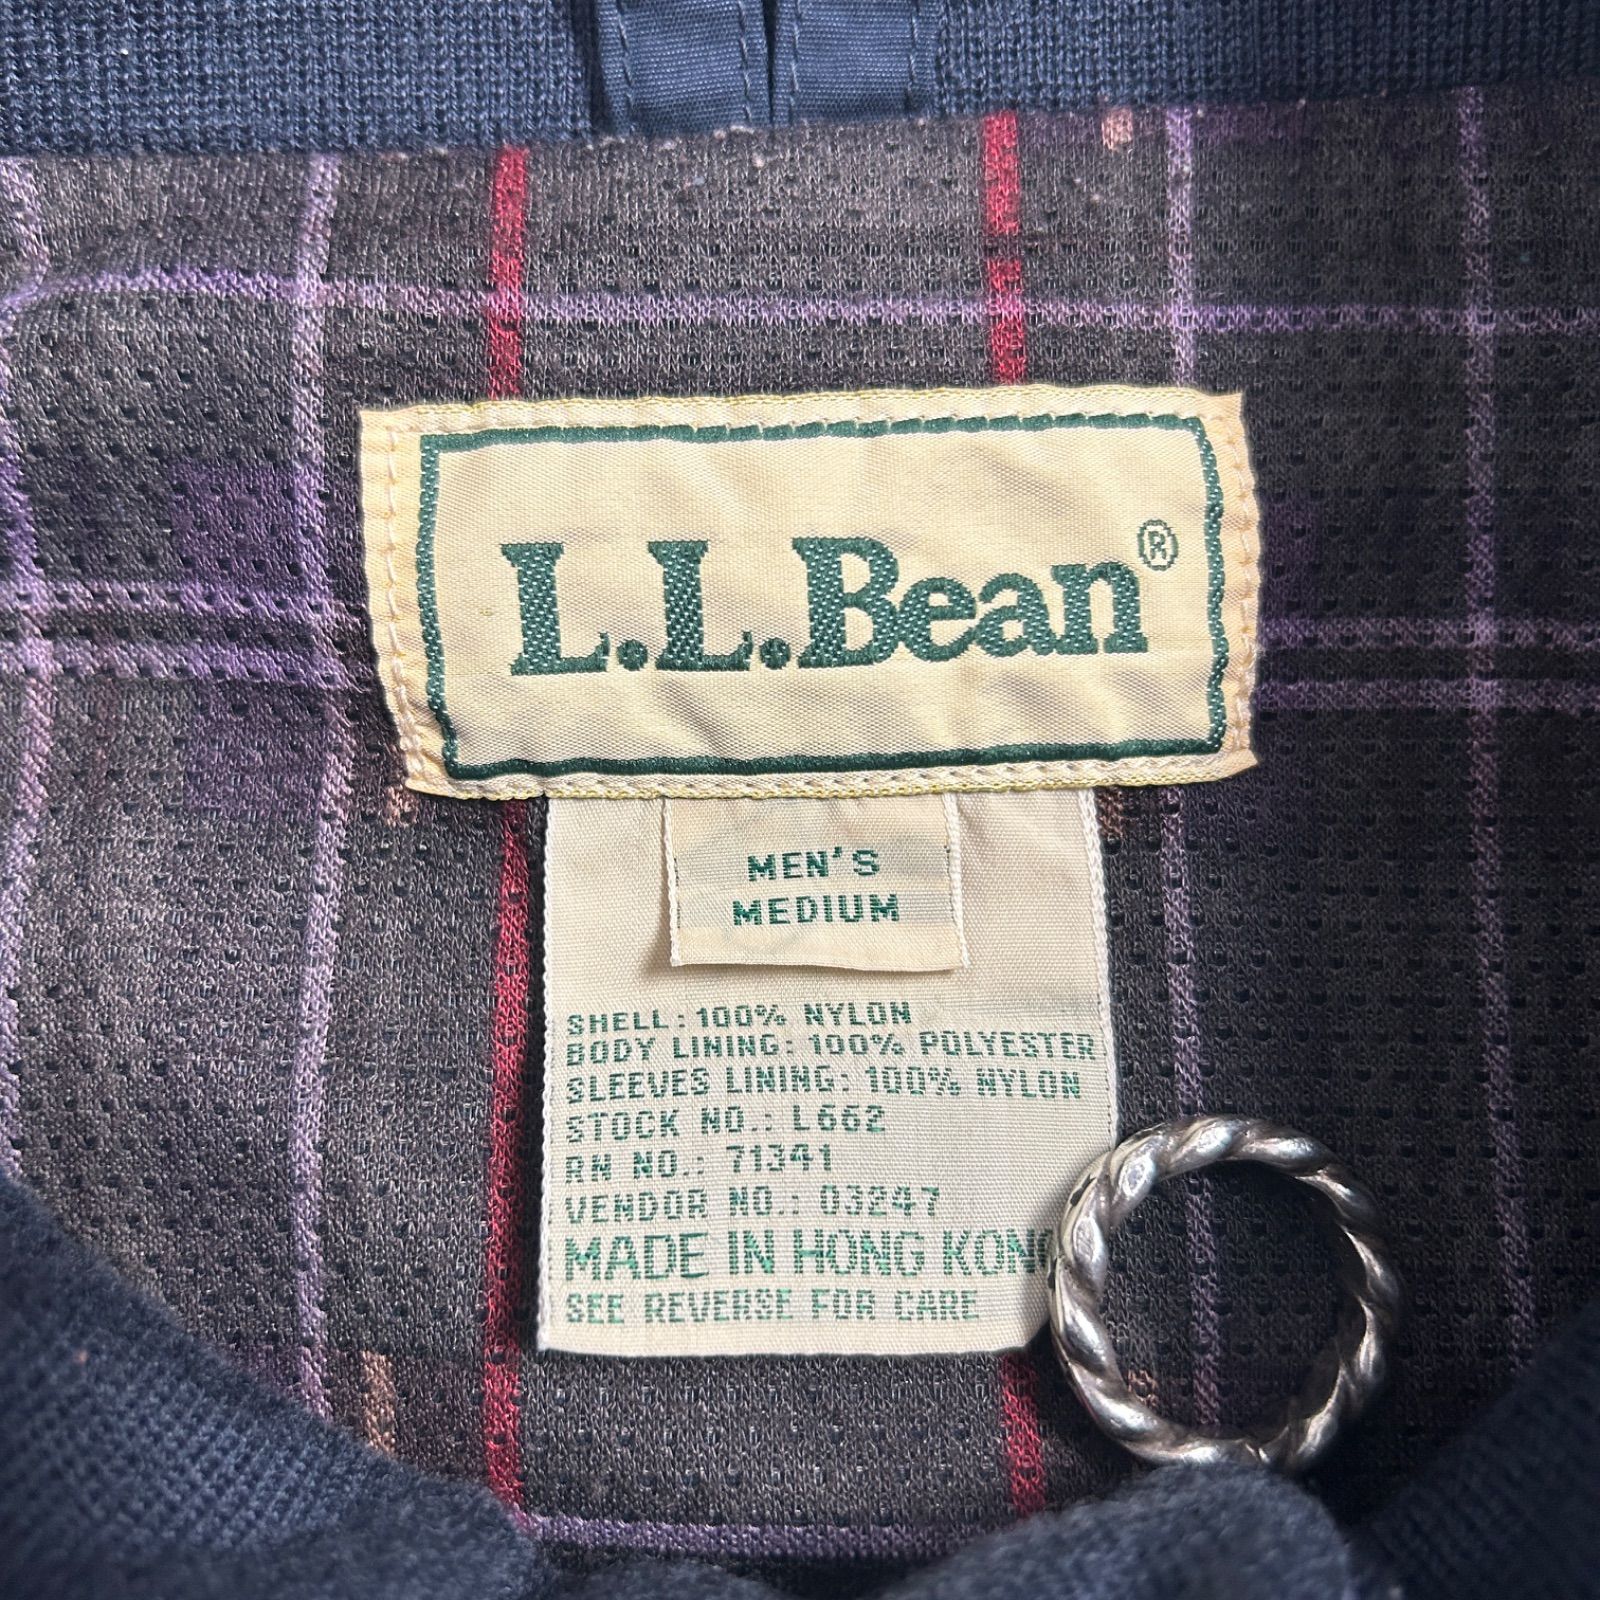 L.L.Bean®
MEN'S
MEDIUM
SHELL: 100% NYLON
BODY LINING: 100% POLYESTER
SLEEVES LINING: 100% NYLON
STOCK NO.: L662
RN NO.: 71341
VENDOR NO.: 03247
MADE IN HONG KONG
SEE REVERSE FOR CARE